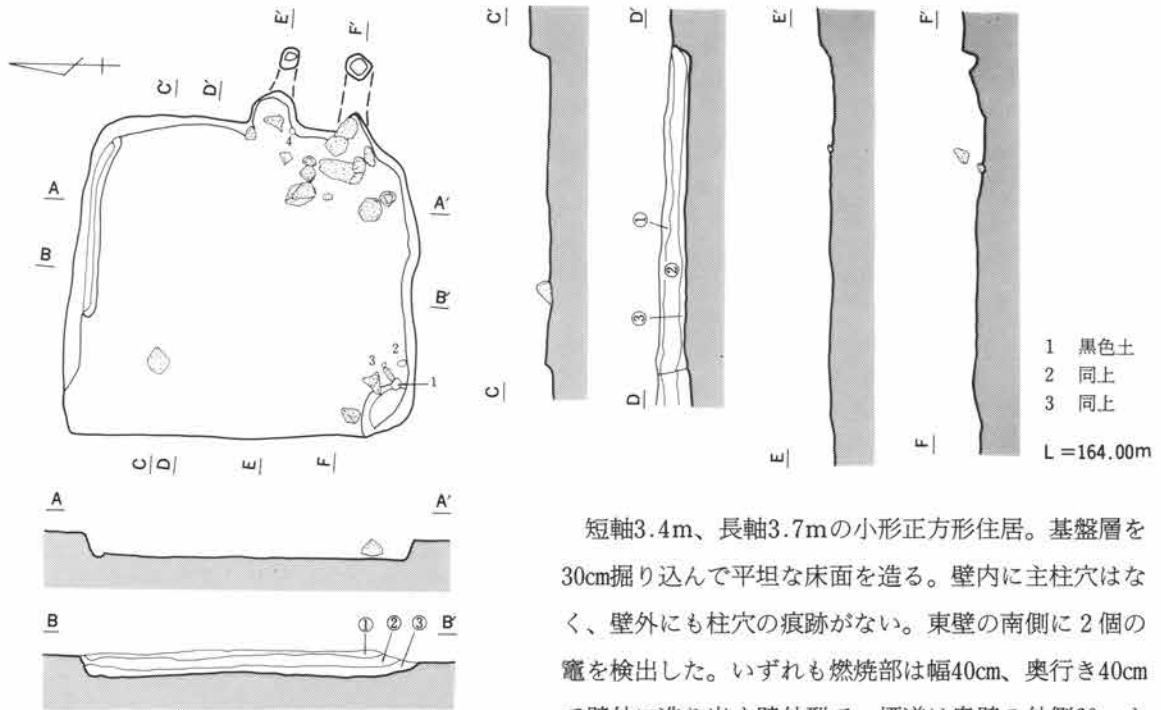 E′
F′
C′
D′
4
A
A′
B
B′
3
2
1
C
D
E
F
C′
D′
E′
F′
①
②
③
C
D
E
F
1 黒色土
2 同上
3 同上
L=164.00m
A
A′
B
①
②
③
B′
短軸3.4m、長軸3.7mの小形正方形住居。基盤層を
30cm掘り込んで平坦な床面を造る。壁内に主柱穴はな
く、壁外にも柱穴の痕跡がない。東壁の南側に2個の
竈を検出した。いずれも燃焼部は幅40cm、奥行き40cm